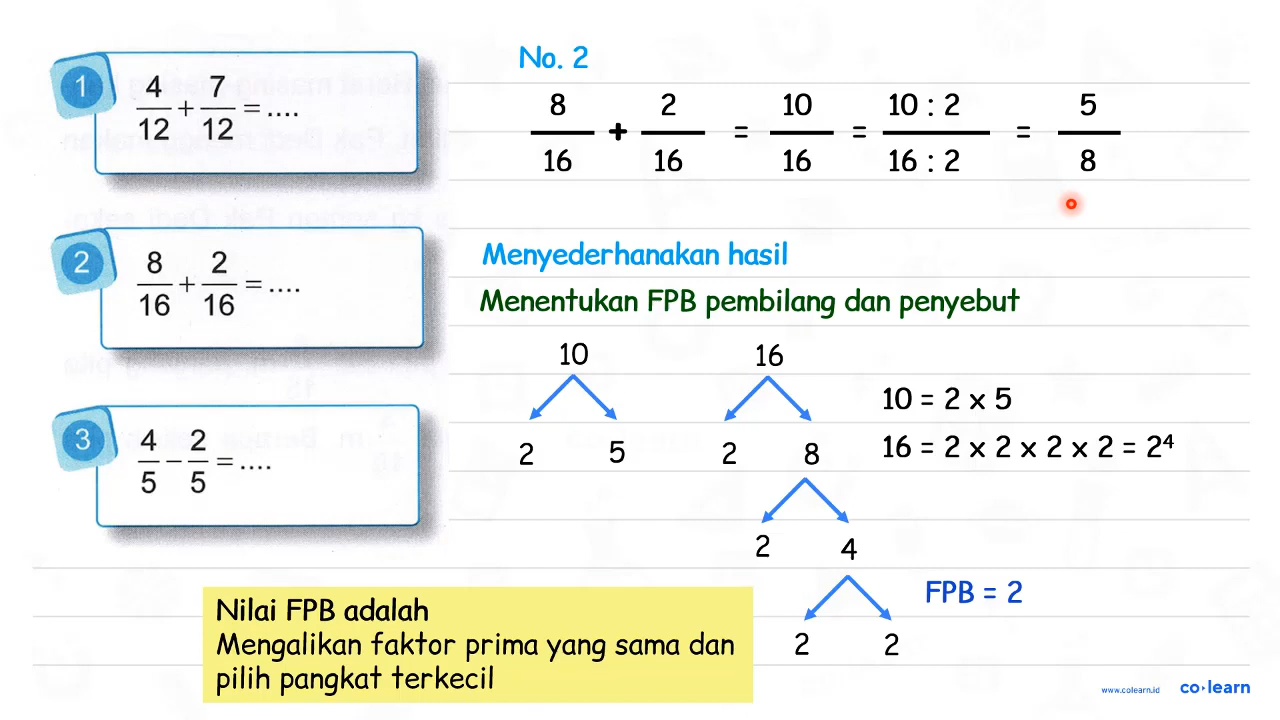 1
4/12 + 7/12 = ....
2
8/16 + 2/16 = ....
3
4/5 − 2/5 = ....
No. 2
8/16 + 2/16 = 10/16 = 10 : 2/16 : 2 = 5/8
Menyederhanakan hasil
Menentukan FPB pembilang dan penyebut
10 16
2 5 2 8
2 4
2 2
10 = 2 x 5
16 = 2 x 2 x 2 x 2 = 2⁴
FPB = 2
Nilai FPB adalah
Mengalikan faktor prima yang sama dan
pilih pangkat terkecil
www.colearn.id
co learn